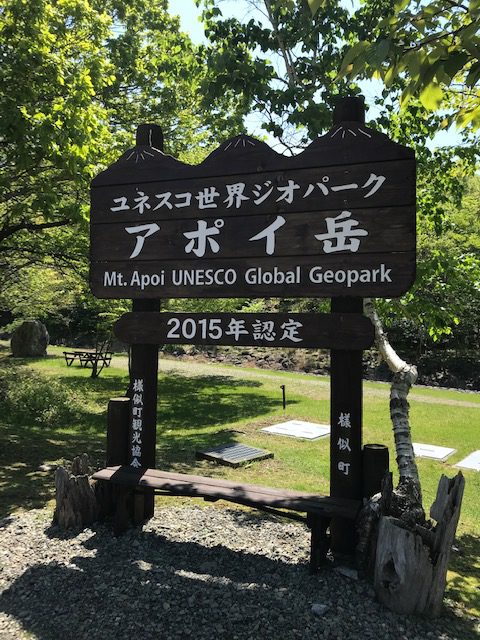 ユネスコ世界ジオパーク
アポイ岳
Mt. Apoi UNESCO Global Geopark
2015年認定
様似町観光協会
様似町